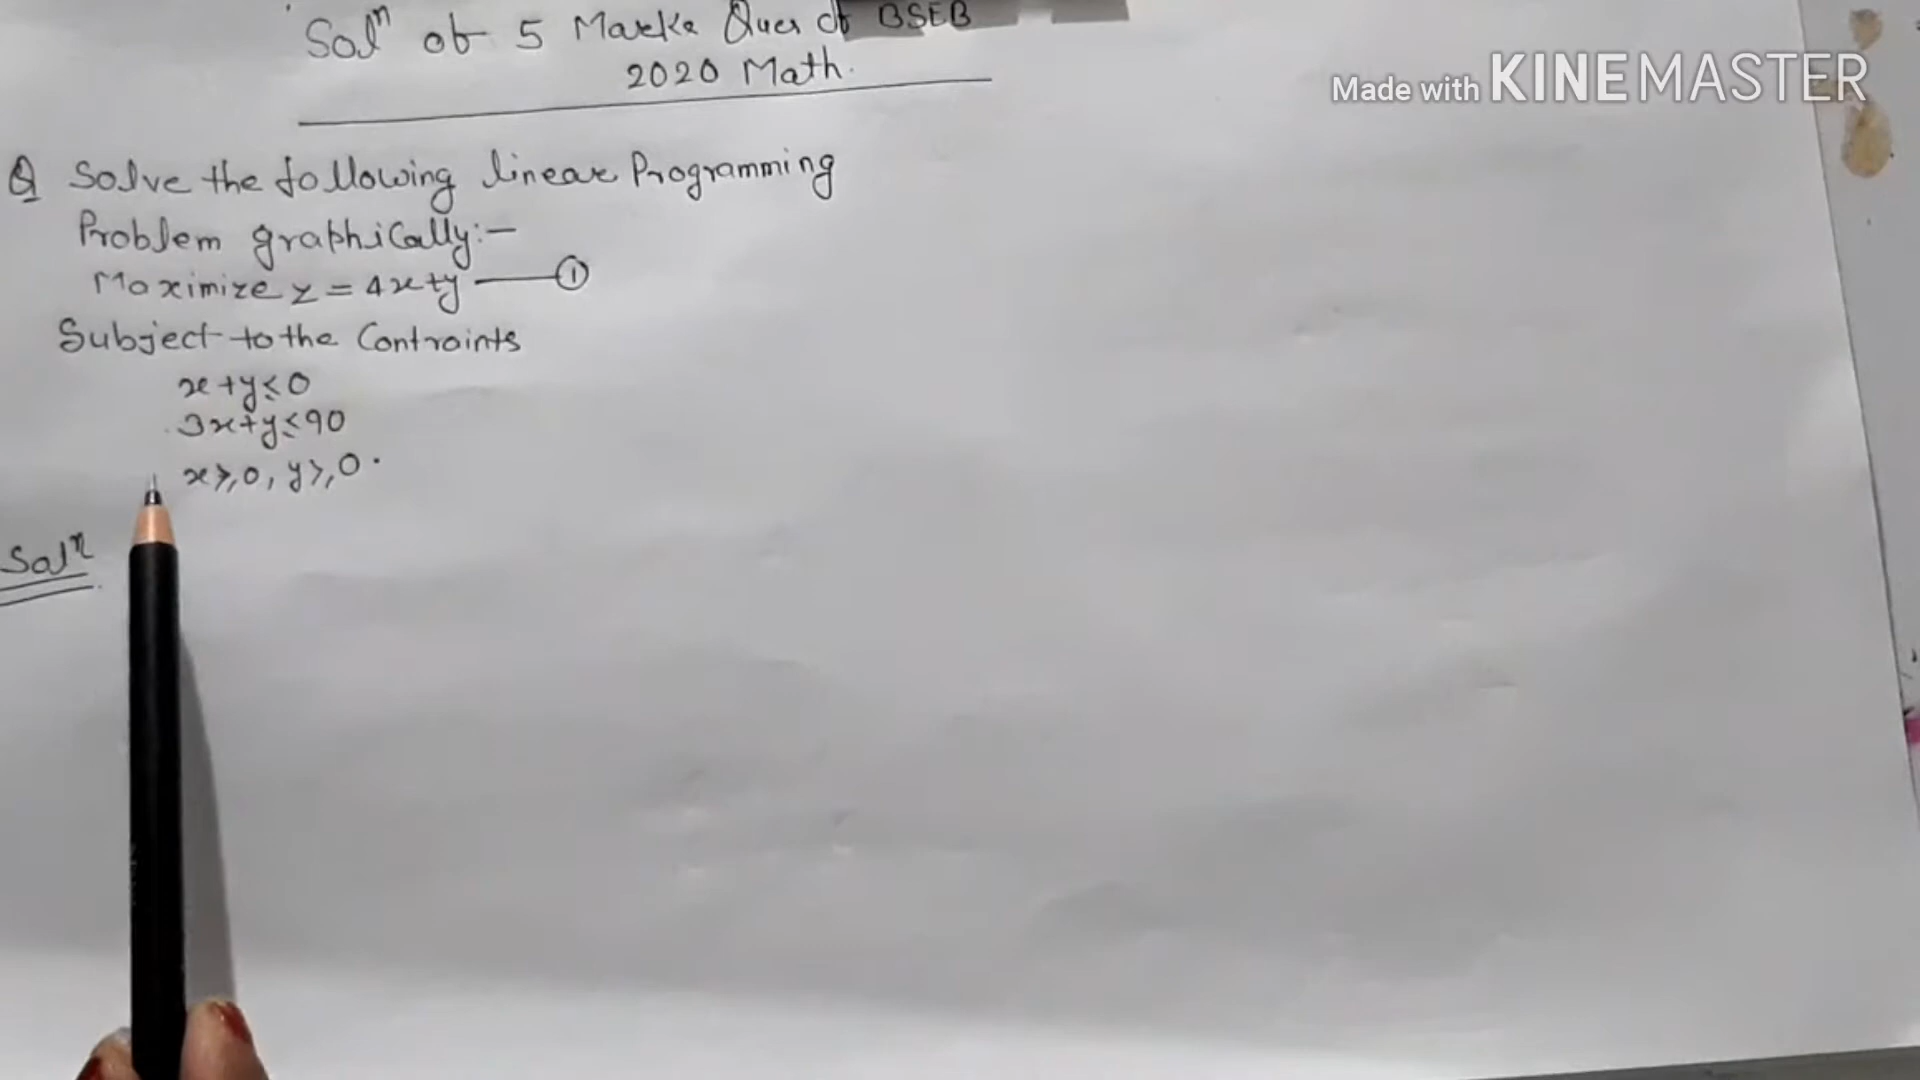 Solⁿ of 5 Marks Ques of BSEB
2020 Math.
Made with KINEMASTER
Q Solve the following linear Programming
Problem graphically:-
Maximize z = 4x+y —— ①
Subject to the Contraints
x+y≤0
3x+y≤90
x≥0, y≥0.
Solⁿ